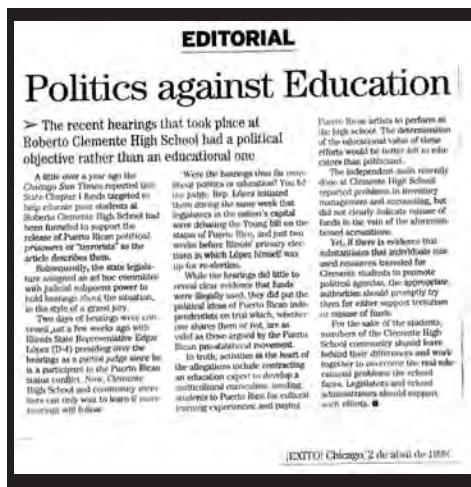 EDITORIAL
Politics against Education
➢ The recent hearings that took place at
Roberto Clemente High School had a political
objective rather than an educational one
A little over a year ago the
Chicago Sun Times reported that
State Chapter I funds targeted to
help educate poor students at
Roberto Clemente High School had
been funneled to support the
release of Puerto Rican political
prisoners or "terrorists" as the
article describes them.
Subsequently, the state legisla-
ture assigned an ad hoc committee
with judicial subpoena power to
hold hearings about the situation,
in the style of a grand jury.
Two days of hearings were con-
vened just a few weeks ago with
Illinois State Representative Edgar
López (D-4) presiding over the
hearings as a partial judge since he
is a participant in the Puerto Rican
status conflict. Now, Clemente
High School and community mem-
bers can only wait to learn if more
hearings will follow.
Were the hearings thus far more
about politics or education? You be
the judge. Rep. López initiated
them during the same week that
legislators in the nation's capital
were debating the Young bill on the
status of Puerto Rico, and just two
weeks before Illinois' primary elec-
tions in which López himself was
up for re-election.
While the hearings did little to
reveal clear evidence that funds
were illegally used, they did put the
political ideas of Puerto Rican inde-
pendentists on trial which, whether
one shares them or not, are as
valid as those argued by the Puerto
Rican pro-statehood movement.
In truth, activities at the heart of
the allegations include contracting
an education expert to develop a
multicultural curriculum, sending
students to Puerto Rico for cultural
learning experiences and paying
Puerto Rican artists to perform at
the high school. The determination
of the educational value of these
efforts would be better left to edu-
cators than politicians.
The independent audit recently
done at Clemente High School
reported problems in inventory
management and accounting, but
did not clearly indicate misuse of
funds in the vein of the aforemen-
tioned accusations.
Yet, if there is evidence that
substantiates that individuals mis-
used resources intended for
Clemente students to promote
political agendas, the appropriate
authorities should promptly try
them for either support terrorism
or misuse of funds.
For the sake of the students,
members of the Clemente High
School community should leave
behind their differences and work
together to overcome the real edu-
cational problems the school
faces. Legislators and school
administrators should support
such efforts. ■
¡EXITO! Chicago, 2 de abril de 1998